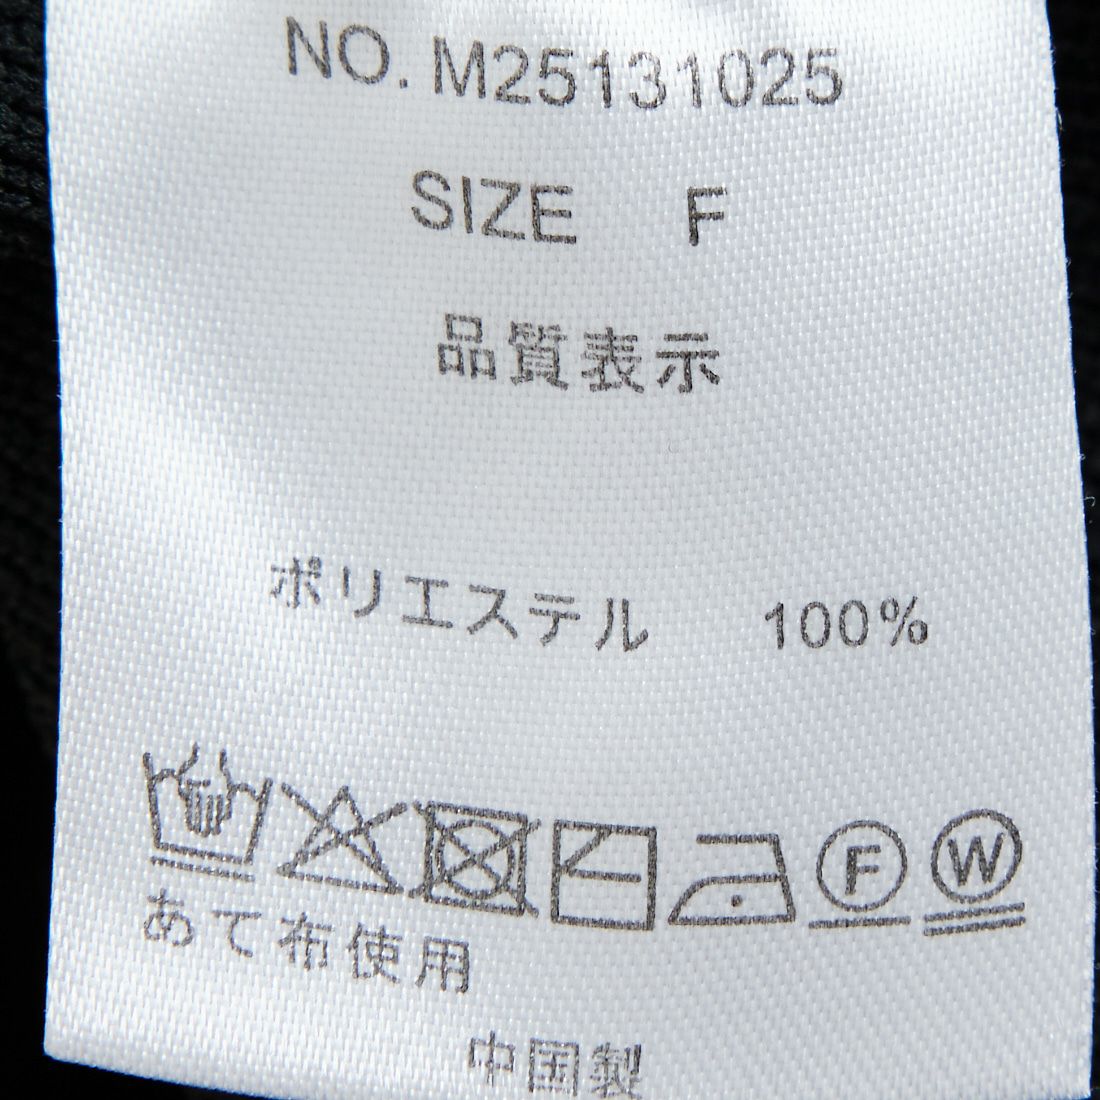 NO. M25131025
SIZE F
品質表示
ポリエステル 100%
F W
あて布使用
中国製